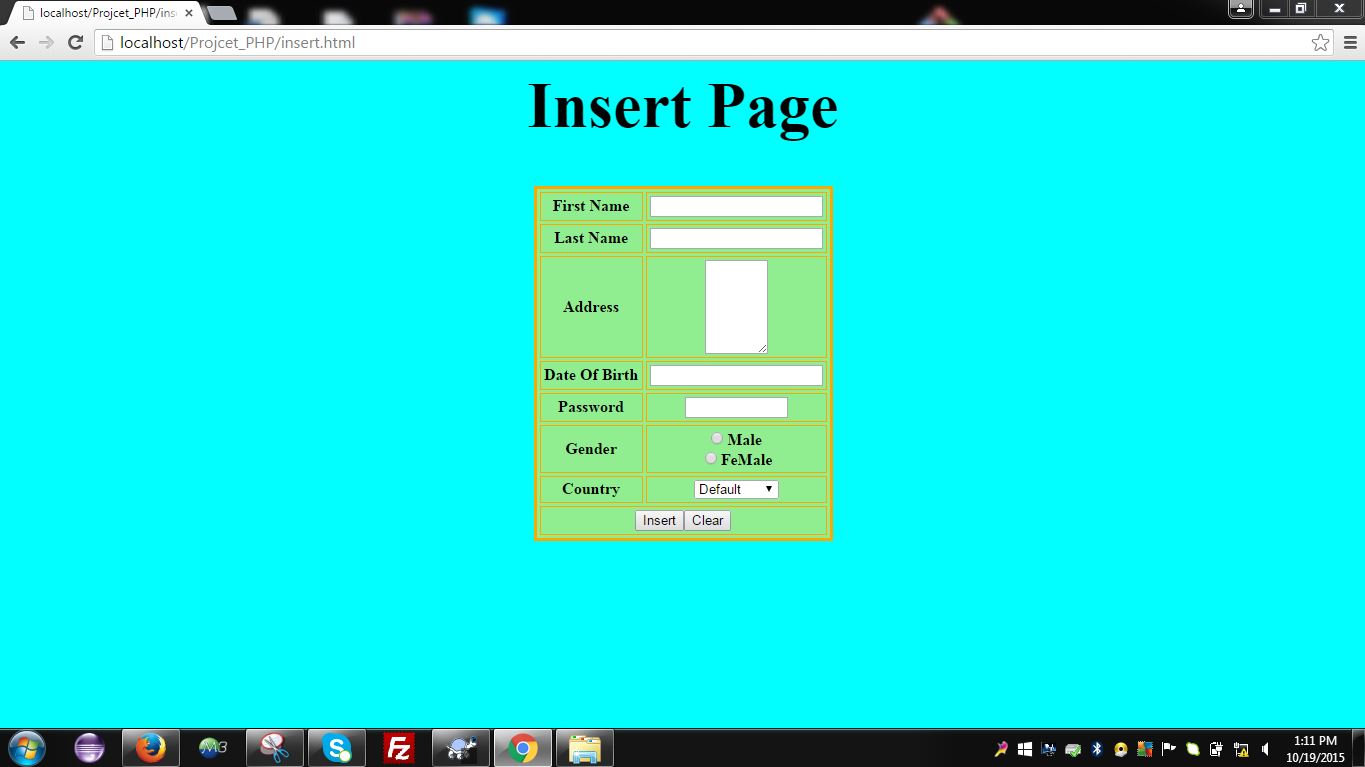 localhost/Projcet_PHP/ins
localhost/Projcet_PHP/insert.html
Insert Page
First Name
Last Name
Address
Date Of Birth
Password
Gender
Male
FeMale
Country
Default
Insert Clear
1:11 PM
10/19/2015